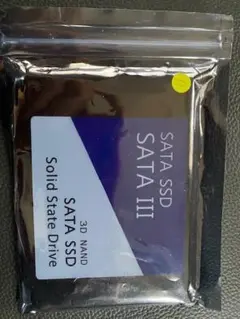 SATA SSD
SATA III
3D NAND
SATA SSD
Solid State Drive